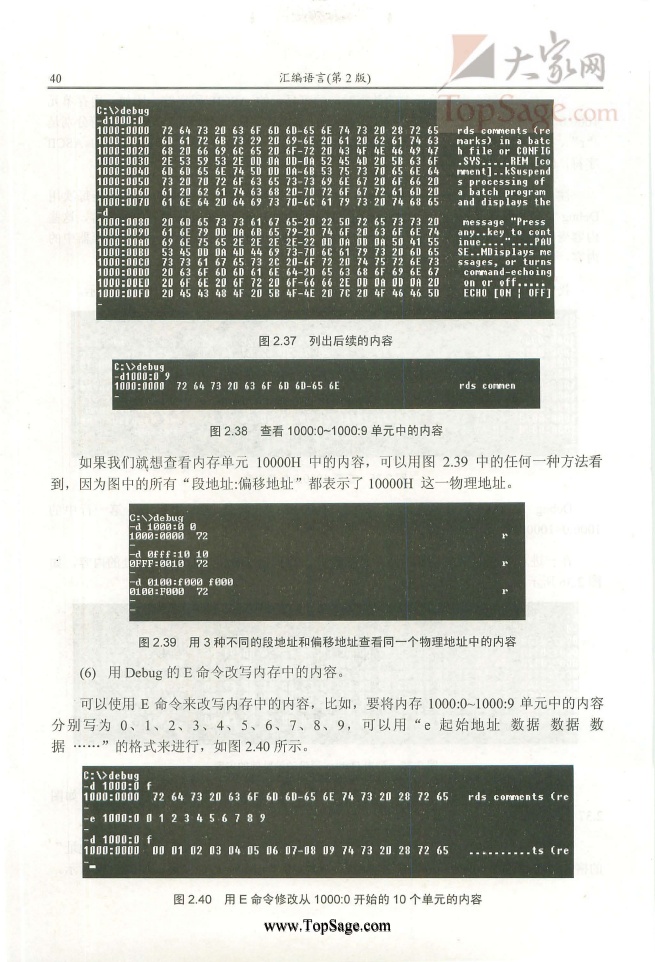 大家网
TopSage.com
40
汇编语言(第 2 版)
C:\>debug
-d1000:0
1000:0000 72 64 73 20 63 6F 6D 6D-65 6E 74 73 20 28 72 65 rds comments (re
1000:0010 6D 61 72 6B 73 29 20 69-6E 20 61 20 62 61 74 63 marks) in a batc
1000:0020 68 20 66 69 6C 65 20 6F-72 20 43 4F 4E 46 49 47 h file or CONFIG
1000:0030 2E 53 59 53 2E 0D 0A 0D-0A 52 45 4D 20 5B 63 6F .SYS.....REM [co
1000:0040 6D 6D 65 6E 74 5D 0D 0A-6B 53 75 73 70 65 6E 64 mment]..kSuspend
1000:0050 73 20 70 72 6F 63 65 73-73 69 6E 67 20 6F 66 20 s processing of
1000:0060 61 20 62 61 74 63 68 20-70 72 6F 67 72 61 6D 20 a batch program
1000:0070 61 6E 64 20 64 69 73 70-6C 61 79 73 20 74 68 65 and displays the
-d
1000:0080 20 6D 65 73 73 61 67 65-20 22 50 72 65 73 73 20 message "Press
1000:0090 61 6E 79 0D 0A 6B 65 79-20 74 6F 20 63 6F 6E 74 any..key to cont
1000:00A0 69 6E 75 65 2E 2E 2E 2E-22 0D 0A 0D 0A 50 41 55 inue....".....PAU
1000:00B0 53 45 0D 0A 4D 44 69 73-70 6C 61 79 73 20 6D 65 SE..MDisplays me
1000:00C0 73 73 61 67 65 73 2C 20-6F 72 20 74 75 72 6E 73 ssages, or turns
1000:00D0 20 63 6F 6D 6D 61 6E 64-2D 65 63 68 6F 69 6E 67 command-echoing
1000:00E0 20 6F 6E 20 6F 72 20 6F-66 66 2E 0D 0A 0D 0A 20 on or off.....
1000:00F0 20 45 43 48 4F 20 5B 4F-4E 20 7C 20 4F 46 46 5D ECHO [ON ¦ OFF]
-
图 2.37 列出后续的内容
C:\>debug
-d1000:0 9
1000:0000 72 64 73 20 63 6F 6D 6D-65 6E rds commen
-
图 2.38 查看 1000:0~1000:9 单元中的内容
如果我们就想查看内存单元 10000H 中的内容，可以用图 2.39 中的任何一种方法看
到，因为图中的所有“段地址:偏移地址”都表示了 10000H 这一物理地址。
C:\>debug
-d 1000:0 0
1000:0000 72 r
-
-d 0fff:10 10
0FFF:0010 72 r
-
-d 0100:f000 f000
0100:F000 72 r
-
-
图 2.39 用 3 种不同的段地址和偏移地址查看同一个物理地址中的内容
(6) 用 Debug 的 E 命令改写内存中的内容。
可以使用 E 命令来改写内存中的内容，比如，要将内存 1000:0~1000:9 单元中的内容
分别写为 0、1、2、3、4、5、6、7、8、9，可以用“e 起始地址 数据 数据 数
据 ……”的格式来进行，如图 2.40 所示。
C:\>debug
-d 1000:0 f
1000:0000 72 64 73 20 63 6F 6D 6D-65 6E 74 73 20 28 72 65 rds comments (re
-
-e 1000:0 0 1 2 3 4 5 6 7 8 9
-
-d 1000:0 f
1000:0000 00 01 02 03 04 05 06 07-08 09 74 73 20 28 72 65 ..........ts (re
-
图 2.40 用 E 命令修改从 1000:0 开始的 10 个单元的内容
www.TopSage.com